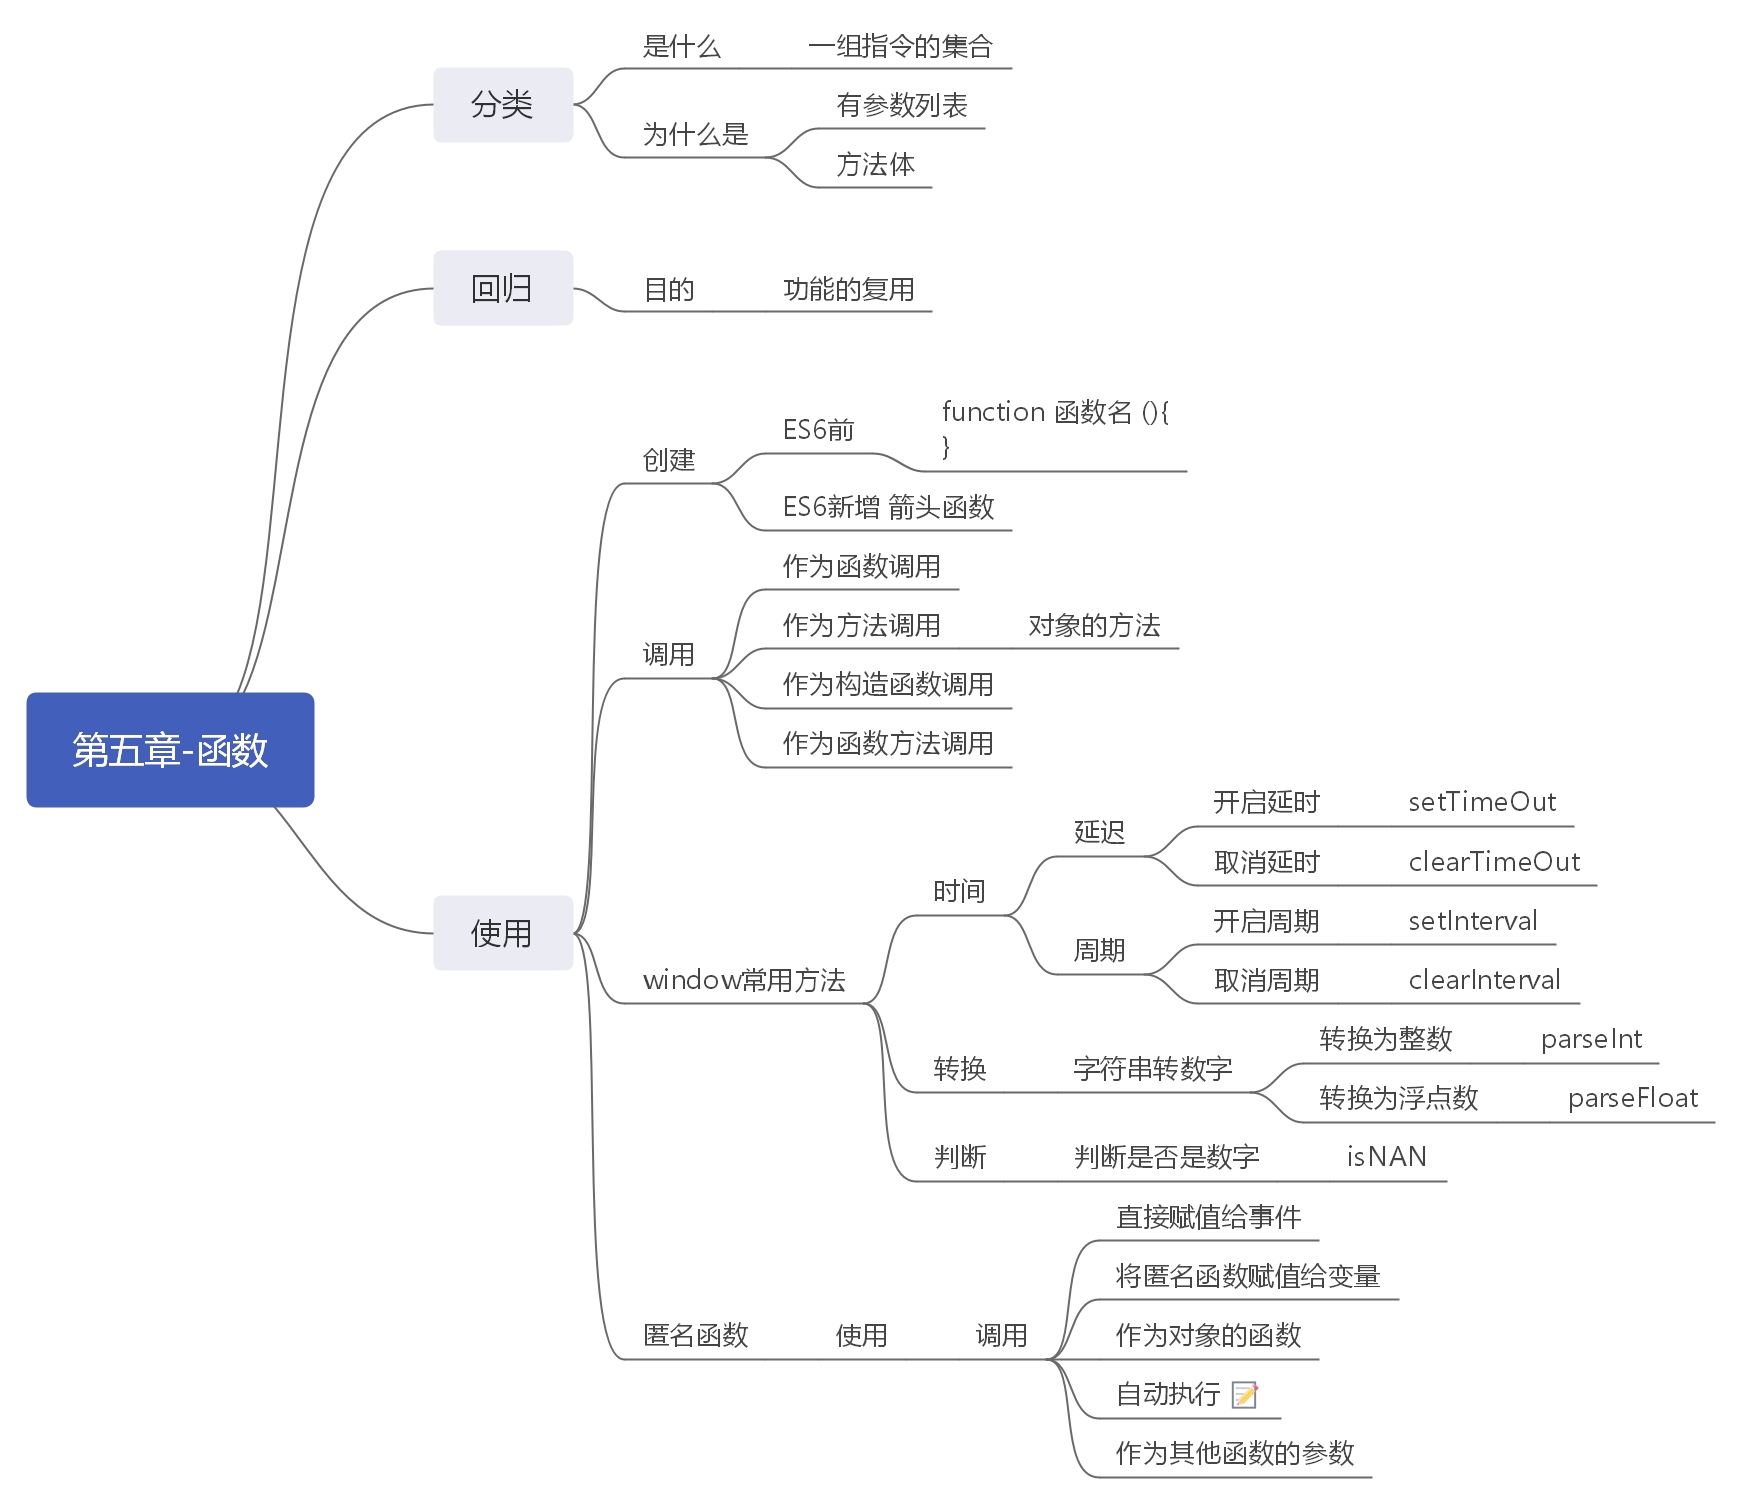 第五章-函数
分类
是什么
一组指令的集合
为什么是
有参数列表
方法体
回归
目的
功能的复用
使用
创建
ES6前
function 函数名 (){
}
ES6新增 箭头函数
调用
作为函数调用
作为方法调用
对象的方法
作为构造函数调用
作为函数方法调用
window常用方法
时间
延迟
开启延时
setTimeOut
取消延时
clearTimeOut
周期
开启周期
setInterval
取消周期
clearInterval
转换
字符串转数字
转换为整数
parseInt
转换为浮点数
parseFloat
判断
判断是否是数字
isNAN
匿名函数
使用
调用
直接赋值给事件
将匿名函数赋值给变量
作为对象的函数
自动执行
作为其他函数的参数